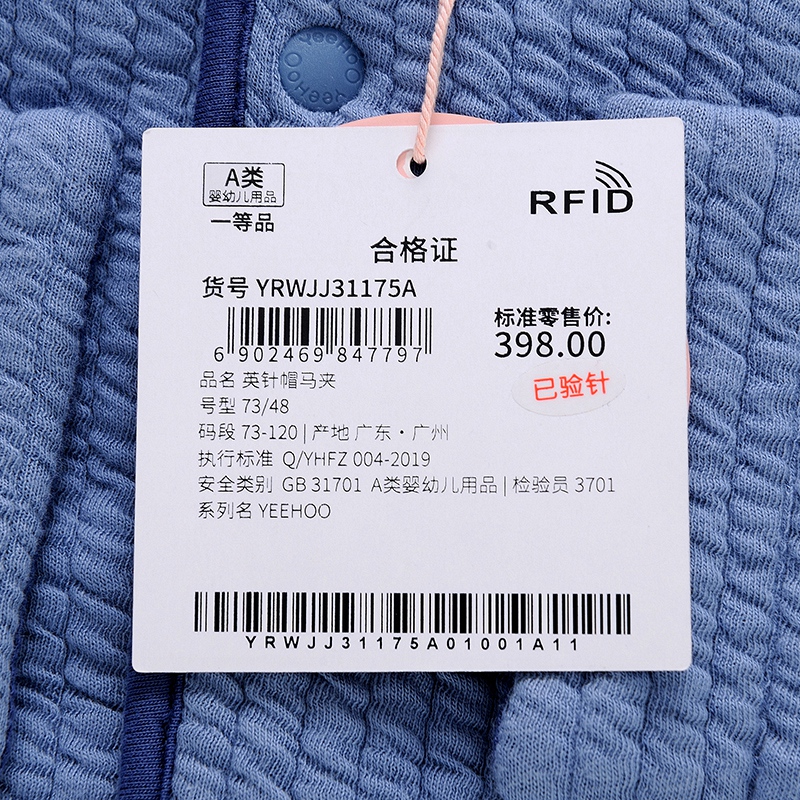 YeeHoO YeeHoO
A类
婴幼儿用品
一等品
RFID
合格证
货号 YRWJJ31175A
6 902469 847797
标准零售价:
398.00
已验针
品名 英针帽马夹
号型 73/48
码段 73-120 | 产地 广东·广州
执行标准 Q/YHFZ 004-2019
安全类别 GB 31701 A类婴幼儿用品 | 检验员 3701
系列名 YEEHOO
YRWJJ31175A01001A11